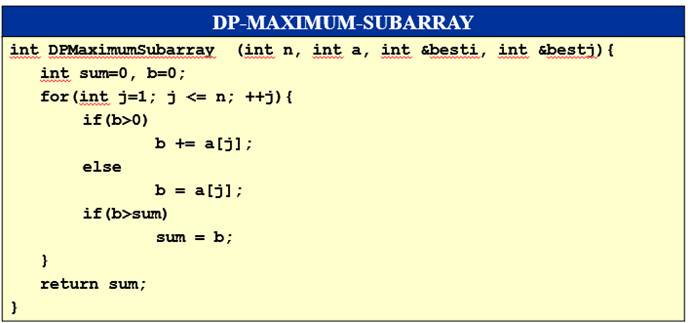 DP-MAXIMUM-SUBARRAY
int DPMaximumSubarray (int n, int a, int &besti, int &bestj){
int sum=0, b=0;
for(int j=1; j <= n; ++j){
if(b>0)
b += a[j];
else
b = a[j];
if(b>sum)
sum = b;
}
return sum;
}